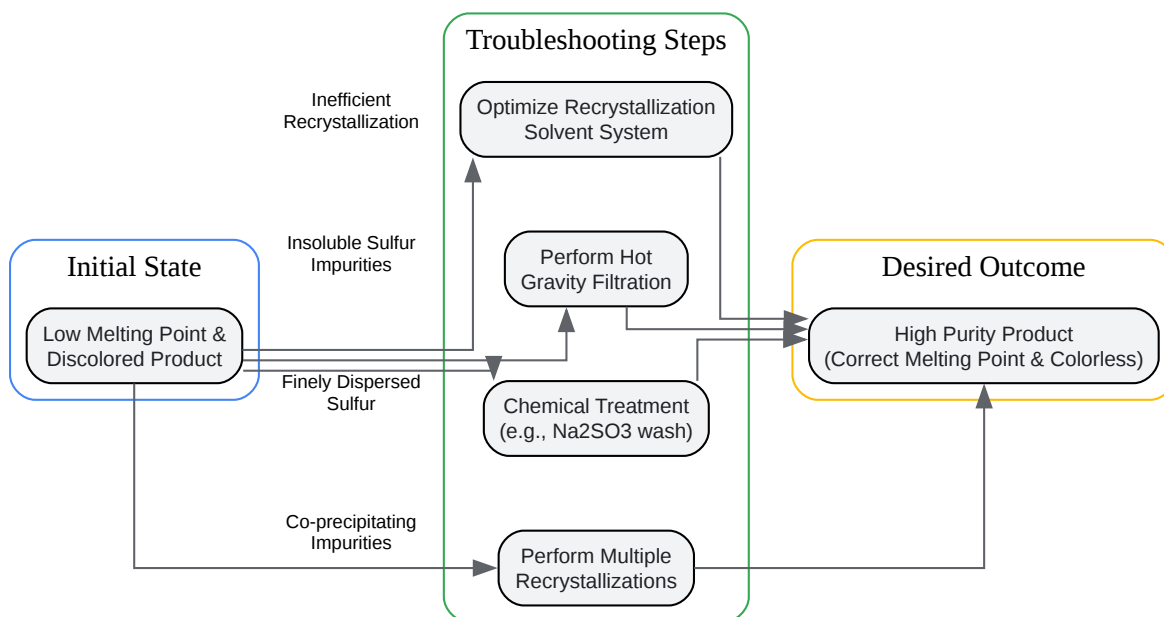 Troubleshooting Steps
Inefficient
Recrystallization
Optimize Recrystallization
Solvent System
Insoluble Sulfur
Impurities
Perform Hot
Gravity Filtration
Initial State
Low Melting Point &
Discolored Product
Desired Outcome
High Purity Product
(Correct Melting Point & Colorless)
Finely Dispersed
Sulfur
Chemical Treatment
(e.g., Na2SO3 wash)
Co-precipitating
Impurities
Perform Multiple
Recrystallizations